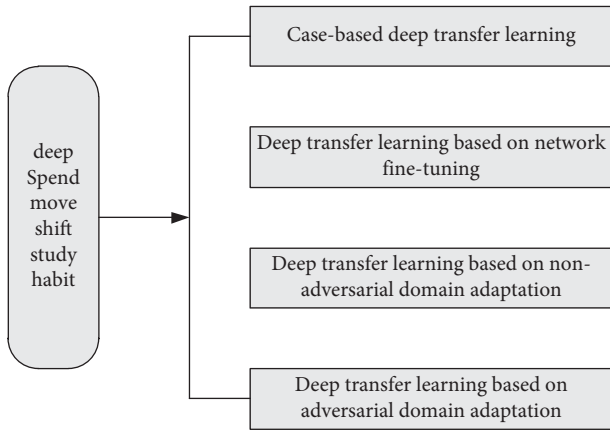 deep
Spend
move
shift
study
habit
Case-based deep transfer learning
Deep transfer learning based on network
fine-tuning
Deep transfer learning based on non-
adversarial domain adaptation
Deep transfer learning based on
adversarial domain adaptation